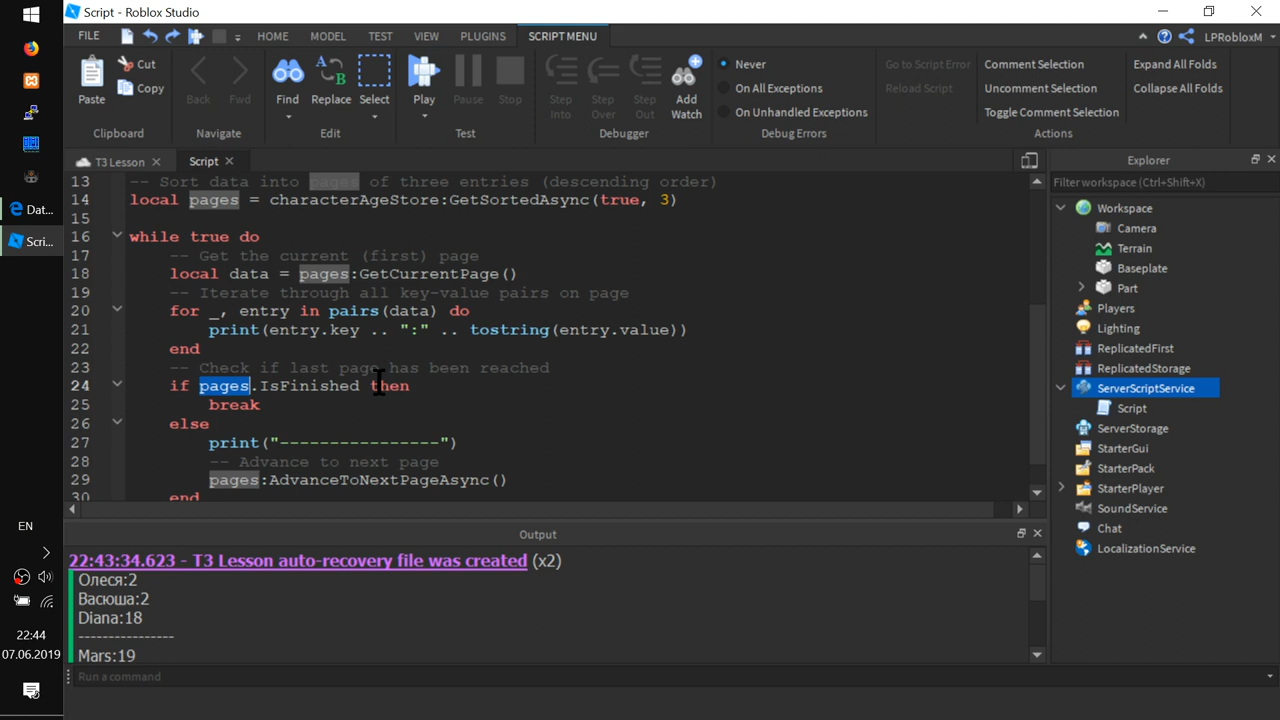 Script - Roblox Studio
FILE
HOME
MODEL
TEST
VIEW
PLUGINS
SCRIPT MENU
LPRobloxM
Paste
Cut
Copy
Clipboard
Back
Fwd
Navigate
Find
Replace
Select
Edit
Play
Pause
Stop
Test
Step Into
Step Over
Step Out
Add Watch
Debugger
Never
On All Exceptions
On Unhandled Exceptions
Debug Errors
Go to Script Error
Reload Script
Comment Selection
Uncomment Selection
Toggle Comment Selection
Expand All Folds
Collapse All Folds
Actions
T3 Lesson
Script
13 -- Sort data into pages of three entries (descending order)
14 local pages = characterAgeStore:GetSortedAsync(true, 3)
15
16 while true do
17 -- Get the current (first) page
18 local data = pages:GetCurrentPage()
19 -- Iterate through all key-value pairs on page
20 for _, entry in pairs(data) do
21 print(entry.key .. ":" .. tostring(entry.value))
22 end
23 -- Check if last page has been reached
24 if pages.IsFinished then
25 break
26 else
27 print("----------------")
28 -- Advance to next page
29 pages:AdvanceToNextPageAsync()
30 end
Output
22:43:34.623 - T3 Lesson auto-recovery file was created (x2)
Олеся:2
Васюша:2
Diana:18
----------------
Mars:19
Run a command
Explorer
Filter workspace (Ctrl+Shift+X)
Workspace
Camera
Terrain
Baseplate
Part
Players
Lighting
ReplicatedFirst
ReplicatedStorage
ServerScriptService
Script
ServerStorage
StarterGui
StarterPack
StarterPlayer
SoundService
Chat
LocalizationService
Dat...
Scri...
EN
22:44
07.06.2019